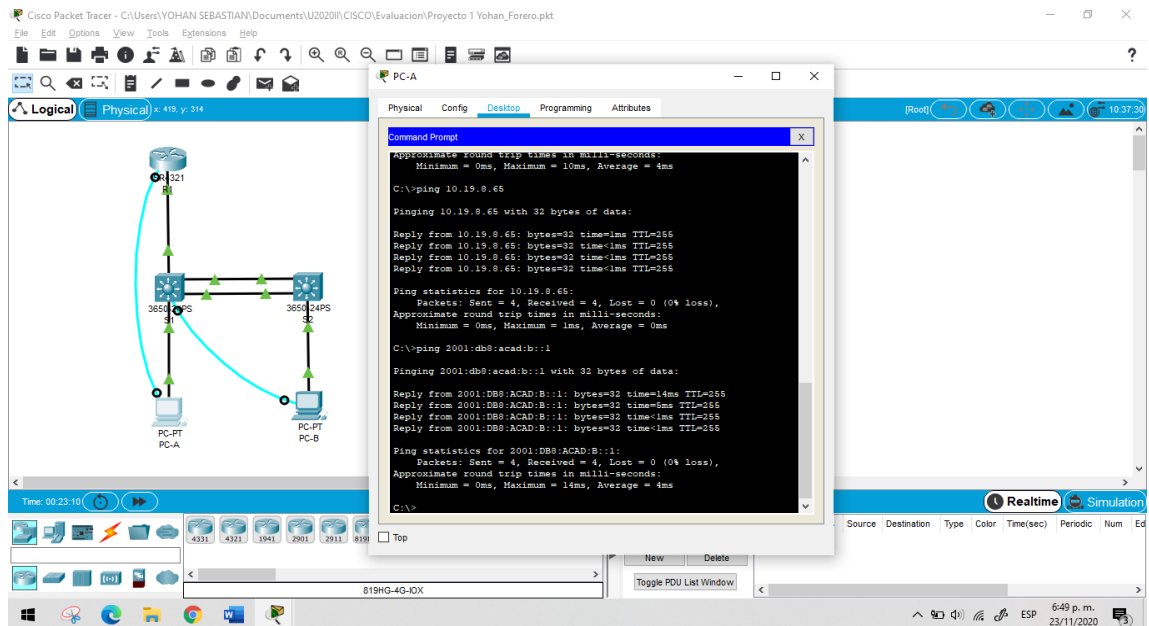 Cisco Packet Tracer - C:\Users\YOHAN SEBASTIAN\Documents\U2020II\CISCO\Evaluacion\Proyecto 1 Yohan_Forero.pkt
File Edit Options View Tools Extensions Help
?
Logical Physical x: 419, y: 314
[Root] 10:37:30
PC-A
Physical Config Desktop Programming Attributes
Command Prompt X
Approximate round trip times in milli-seconds:
Minimum = 0ms, Maximum = 10ms, Average = 4ms
C:\>ping 10.19.8.65
Pinging 10.19.8.65 with 32 bytes of data:
Reply from 10.19.8.65: bytes=32 time=1ms TTL=255
Reply from 10.19.8.65: bytes=32 time<1ms TTL=255
Reply from 10.19.8.65: bytes=32 time<1ms TTL=255
Reply from 10.19.8.65: bytes=32 time<1ms TTL=255
Ping statistics for 10.19.8.65:
Packets: Sent = 4, Received = 4, Lost = 0 (0% loss),
Approximate round trip times in milli-seconds:
Minimum = 0ms, Maximum = 1ms, Average = 0ms
C:\>ping 2001:db8:acad:b::1
Pinging 2001:db8:acad:b::1 with 32 bytes of data:
Reply from 2001:DB8:ACAD:B::1: bytes=32 time=14ms TTL=255
Reply from 2001:DB8:ACAD:B::1: bytes=32 time=5ms TTL=255
Reply from 2001:DB8:ACAD:B::1: bytes=32 time<1ms TTL=255
Reply from 2001:DB8:ACAD:B::1: bytes=32 time<1ms TTL=255
Ping statistics for 2001:DB8:ACAD:B::1:
Packets: Sent = 4, Received = 4, Lost = 0 (0% loss),
Approximate round trip times in milli-seconds:
Minimum = 0ms, Maximum = 14ms, Average = 4ms
C:\>
Top
R1
3650-24PS
S1
3650-24PS
S2
PC-PT
PC-A
PC-PT
PC-B
Time: 00:23:10
Realtime Simulation
4331 4321 1941 2901 2911
Source Destination Type Color Time(sec) Periodic Num Ed
New Delete
Toggle PDU List Window
819HG-4G-IOX
ESP
6:49 p. m.
23/11/2020
3